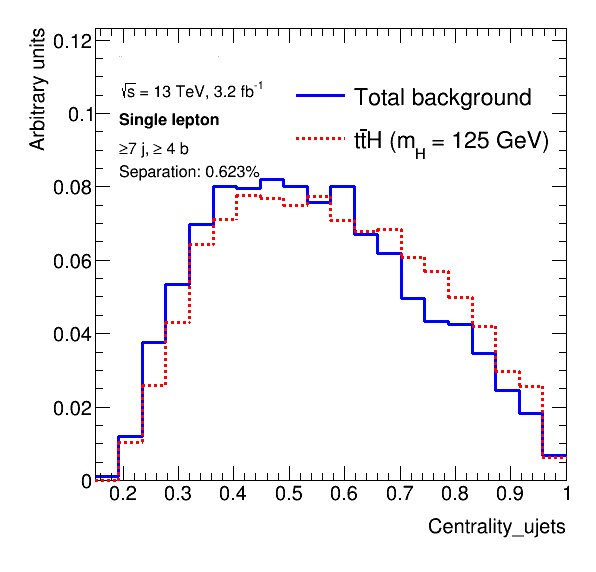 Arbitrary units
0.12
0.1
0.08
0.06
0.04
0.02
0
√s = 13 TeV, 3.2 fb⁻¹
Single lepton
≥7 j, ≥ 4 b
Separation: 0.623%
Total background
tt̄H (m_H = 125 GeV)
0.2 0.3 0.4 0.5 0.6 0.7 0.8 0.9 1
Centrality_ujets